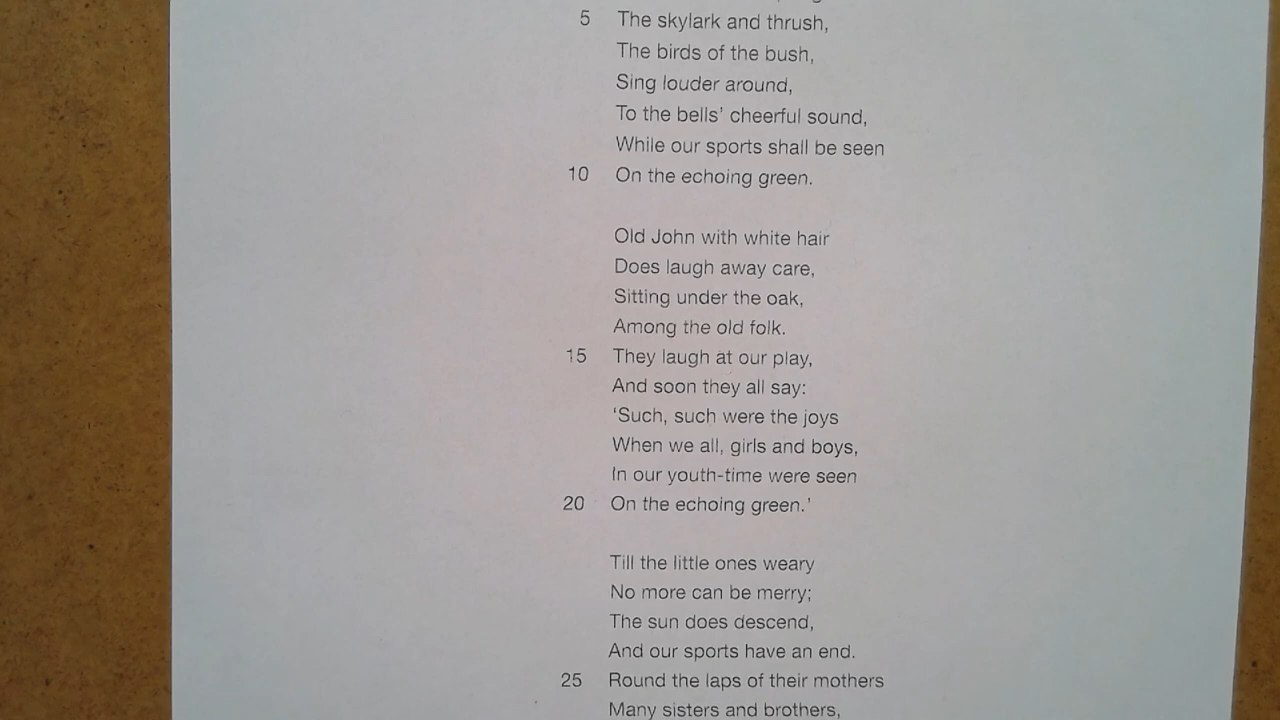 5 The skylark and thrush,
The birds of the bush,
Sing louder around,
To the bells' cheerful sound,
While our sports shall be seen
10 On the echoing green.
Old John with white hair
Does laugh away care,
Sitting under the oak,
Among the old folk.
15 They laugh at our play,
And soon they all say:
‘Such, such were the joys
When we all, girls and boys,
In our youth-time were seen
20 On the echoing green.’
Till the little ones weary
No more can be merry;
The sun does descend,
And our sports have an end.
25 Round the laps of their mothers
Many sisters and brothers,